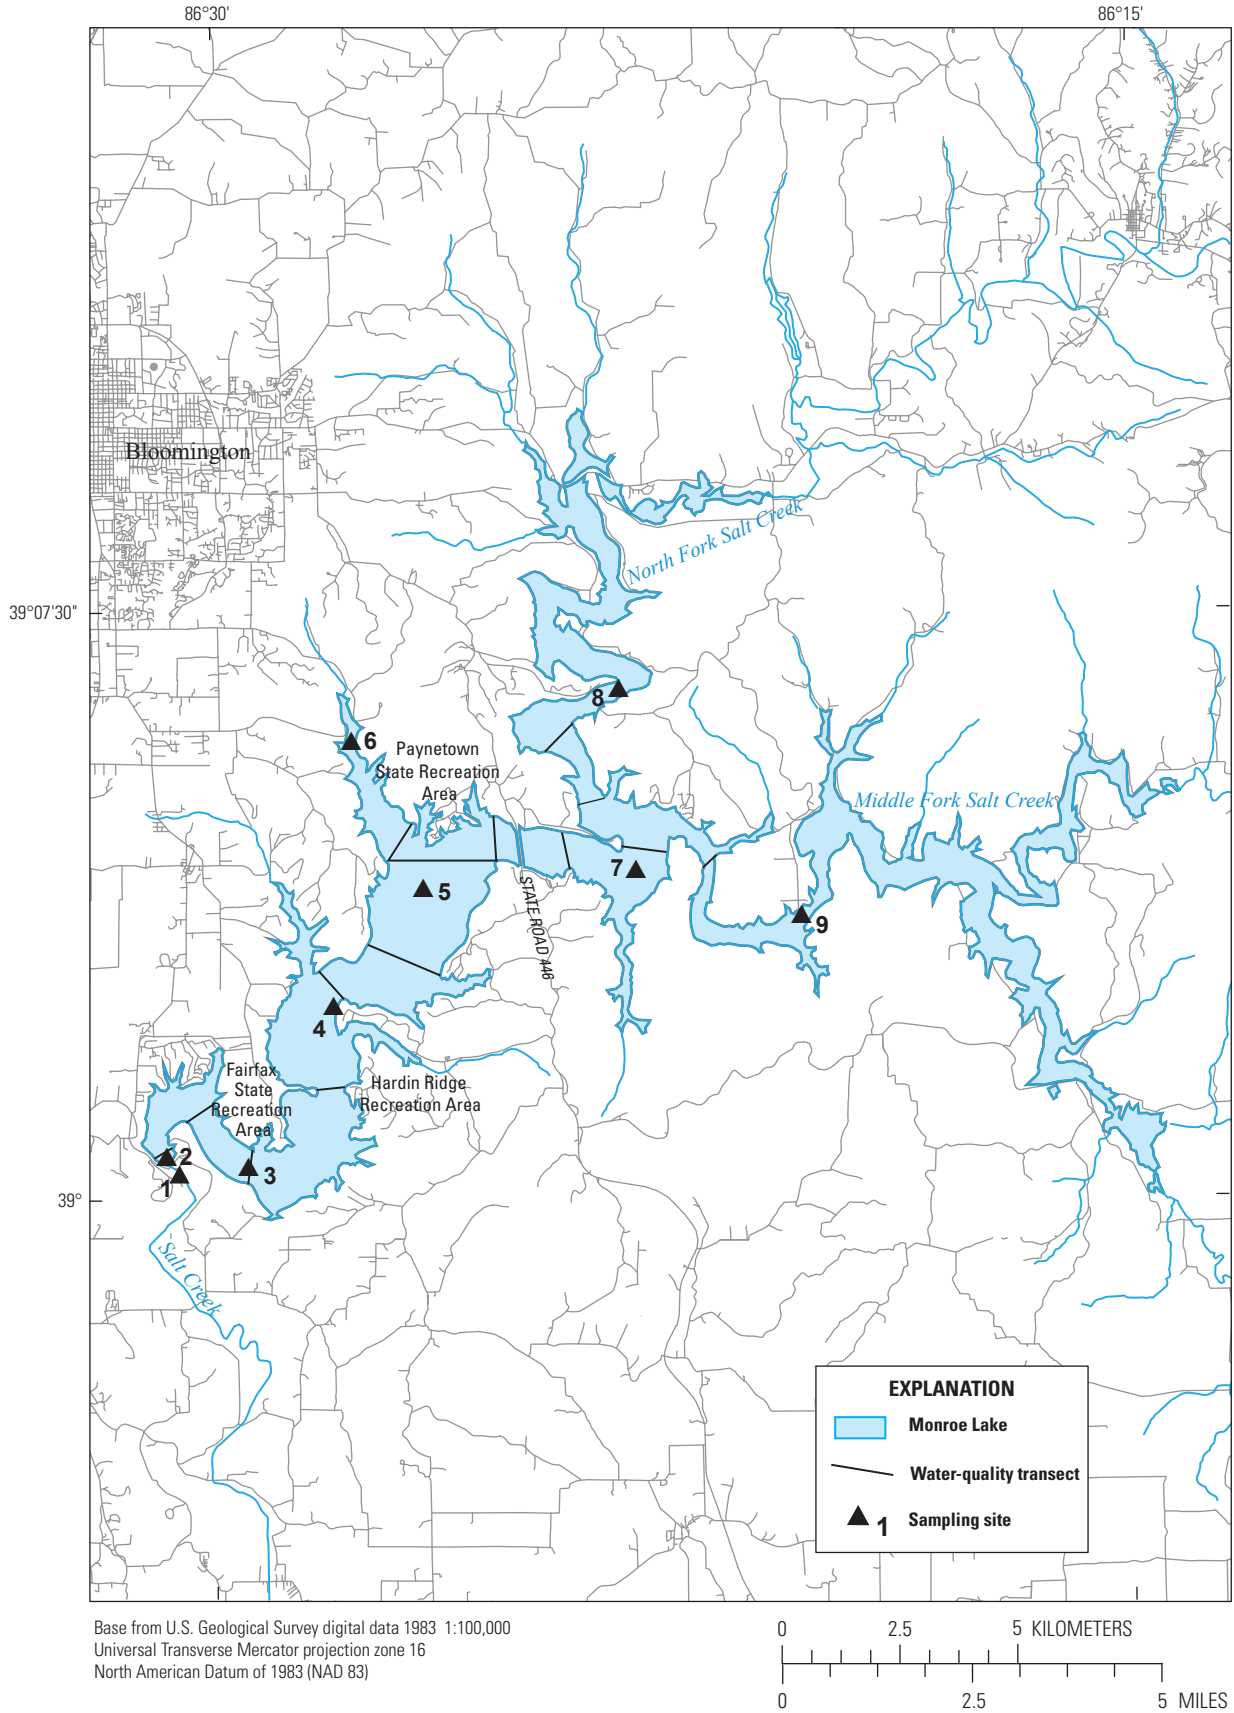 86°30'
86°15'
Bloomington
North Fork Salt Creek
39°07'30"
8
6
Paynetown
State Recreation
Area
Middle Fork Salt Creek
7
5
STATE ROAD 446
9
4
Fairfax
State
Recreation
Area
Hardin Ridge
Recreation Area
2
3
1
39°
Salt Creek
EXPLANATION
Monroe Lake
Water-quality transect
1
Sampling site
Base from U.S. Geological Survey digital data 1983 1:100,000
Universal Transverse Mercator projection zone 16
North American Datum of 1983 (NAD 83)
0 2.5 5 KILOMETERS
0 2.5 5 MILES